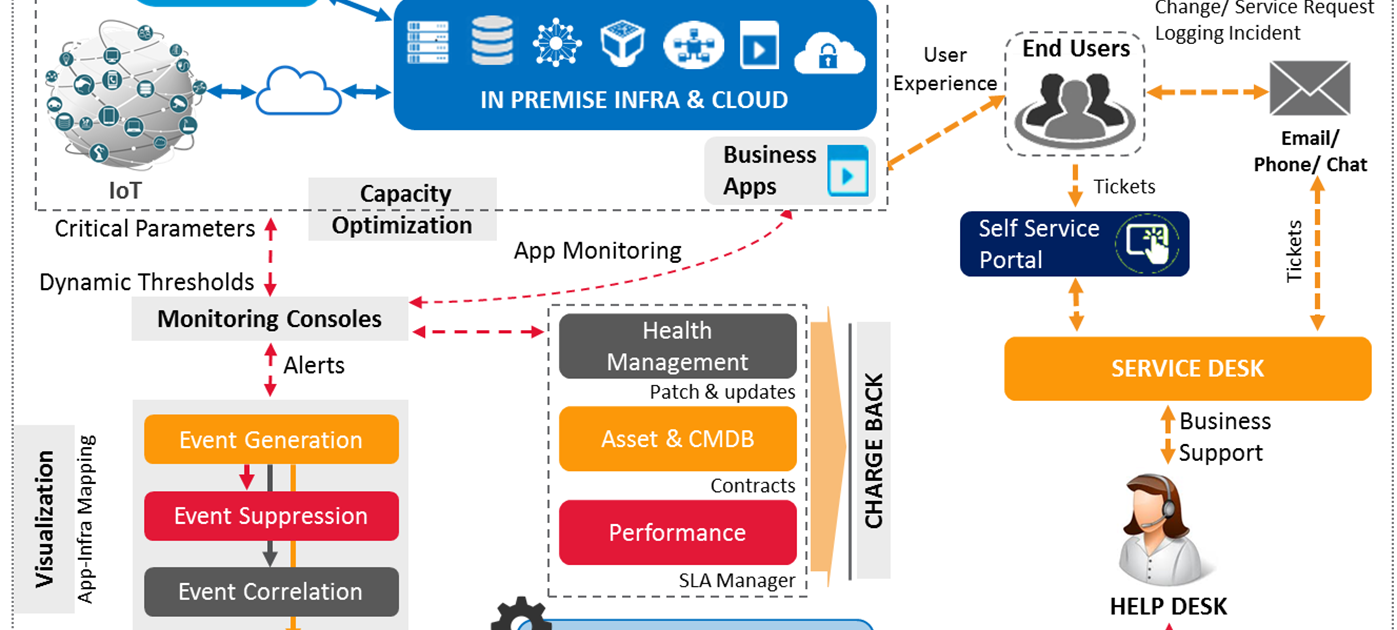 Change/ Service Request
Logging Incident
IN PREMISE INFRA & CLOUD
User
Experience
End Users
Email/
Phone/ Chat
IoT
Business
Apps
Capacity
Optimization
Tickets
Self Service
Portal
Tickets
Critical Parameters
Dynamic Thresholds
App Monitoring
Monitoring Consoles
Alerts
Health
Management
Patch & updates
Asset & CMDB
Contracts
Performance
SLA Manager
CHARGE BACK
SERVICE DESK
Business
Support
HELP DESK
Visualization
App-Infra Mapping
Event Generation
Event Suppression
Event Correlation